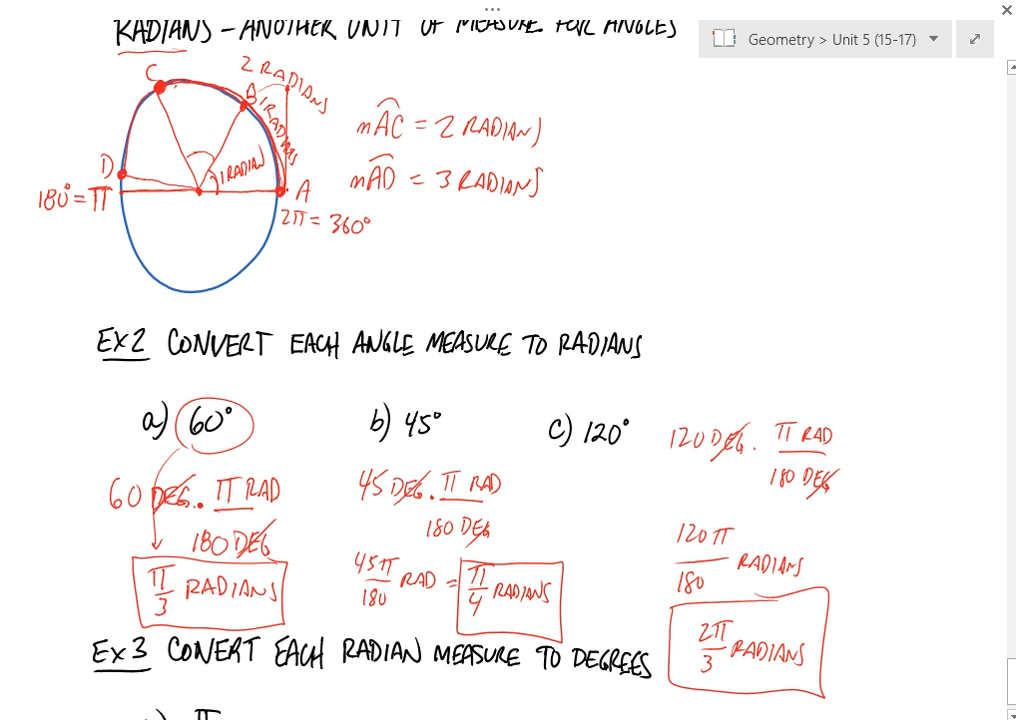 RADIANS – ANOTHER UNIT OF MEASURE FOR ANGLES
Geometry > Unit 5 (15-17)
C
2 RADIANS
B
1 RADIANS
mAC = 2 RADIANS
D
1 RADIAN
mAD = 3 RADIANS
180° = π
A
2π = 360°
Ex2 CONVERT EACH ANGLE MEASURE TO RADIANS
a) 60°
b) 45°
c) 120°
120 DEG . π RAD
180 DEG
60 DEG. π RAD
180 DEG
45 DEG. π RAD
180 DEG
120π
180
RADIANS
45π
180
RAD =
π
4
RADIANS
π
3
RADIANS
2π
3
RADIANS
Ex3 CONERT EACH RADIAN MEASURE TO DEGREES